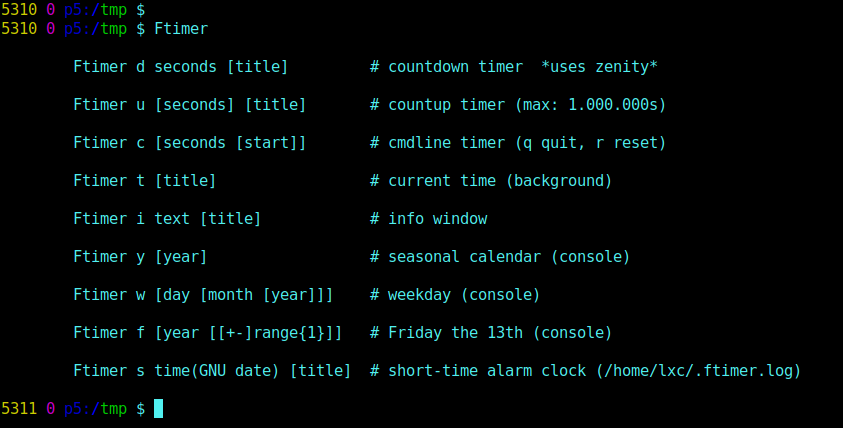 5310 0 p5:/tmp $
5310 0 p5:/tmp $ Ftimer
Ftimer d seconds [title]         # countdown timer  *uses zenity*
Ftimer u [seconds] [title]       # countup timer (max: 1.000.000s)
Ftimer c [seconds [start]]       # cmdline timer (q quit, r reset)
Ftimer t [title]                 # current time (background)
Ftimer i text [title]            # info window
Ftimer y [year]                  # seasonal calendar (console)
Ftimer w [day [month [year]]]    # weekday (console)
Ftimer f [year [[+-]range{1}]]   # Friday the 13th (console)
Ftimer s time(GNU date) [title]  # short-time alarm clock (/home/lxc/.ftimer.log)
5311 0 p5:/tmp $